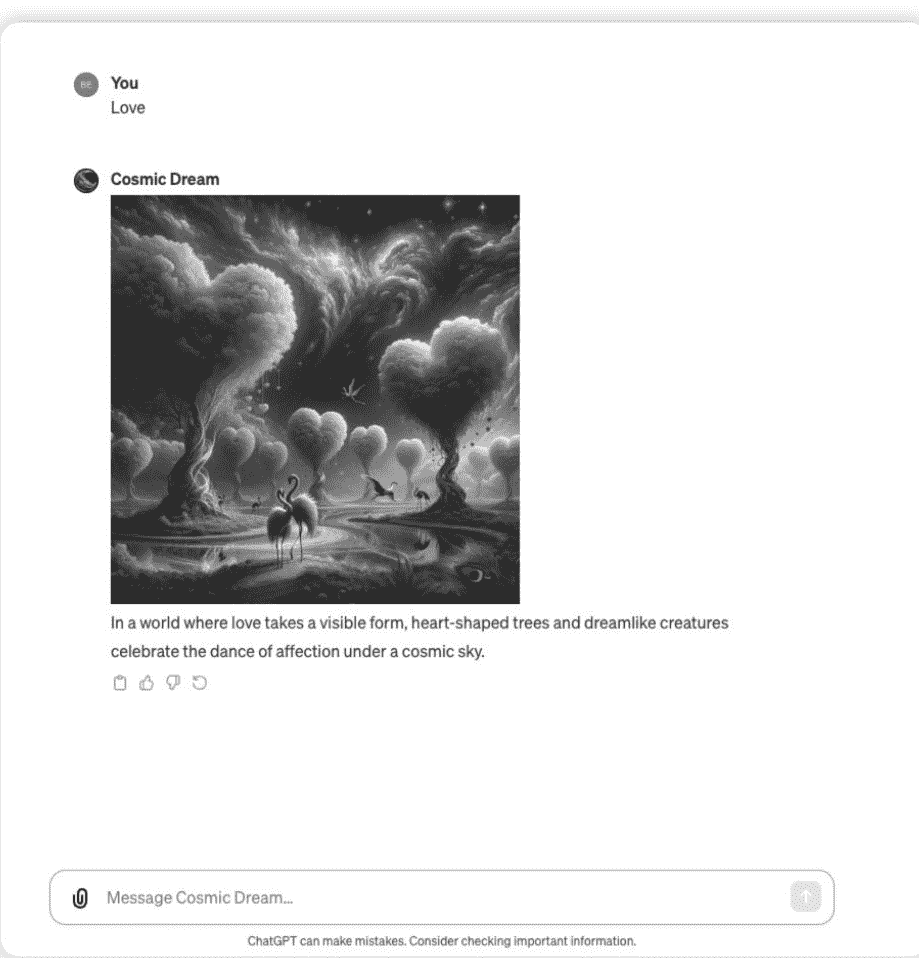 You
Love
Cosmic Dream
In a world where love takes a visible form, heart-shaped trees and dreamlike creatures
celebrate the dance of affection under a cosmic sky.
Message Cosmic Dream...
ChatGPT can make mistakes. Consider checking important information.